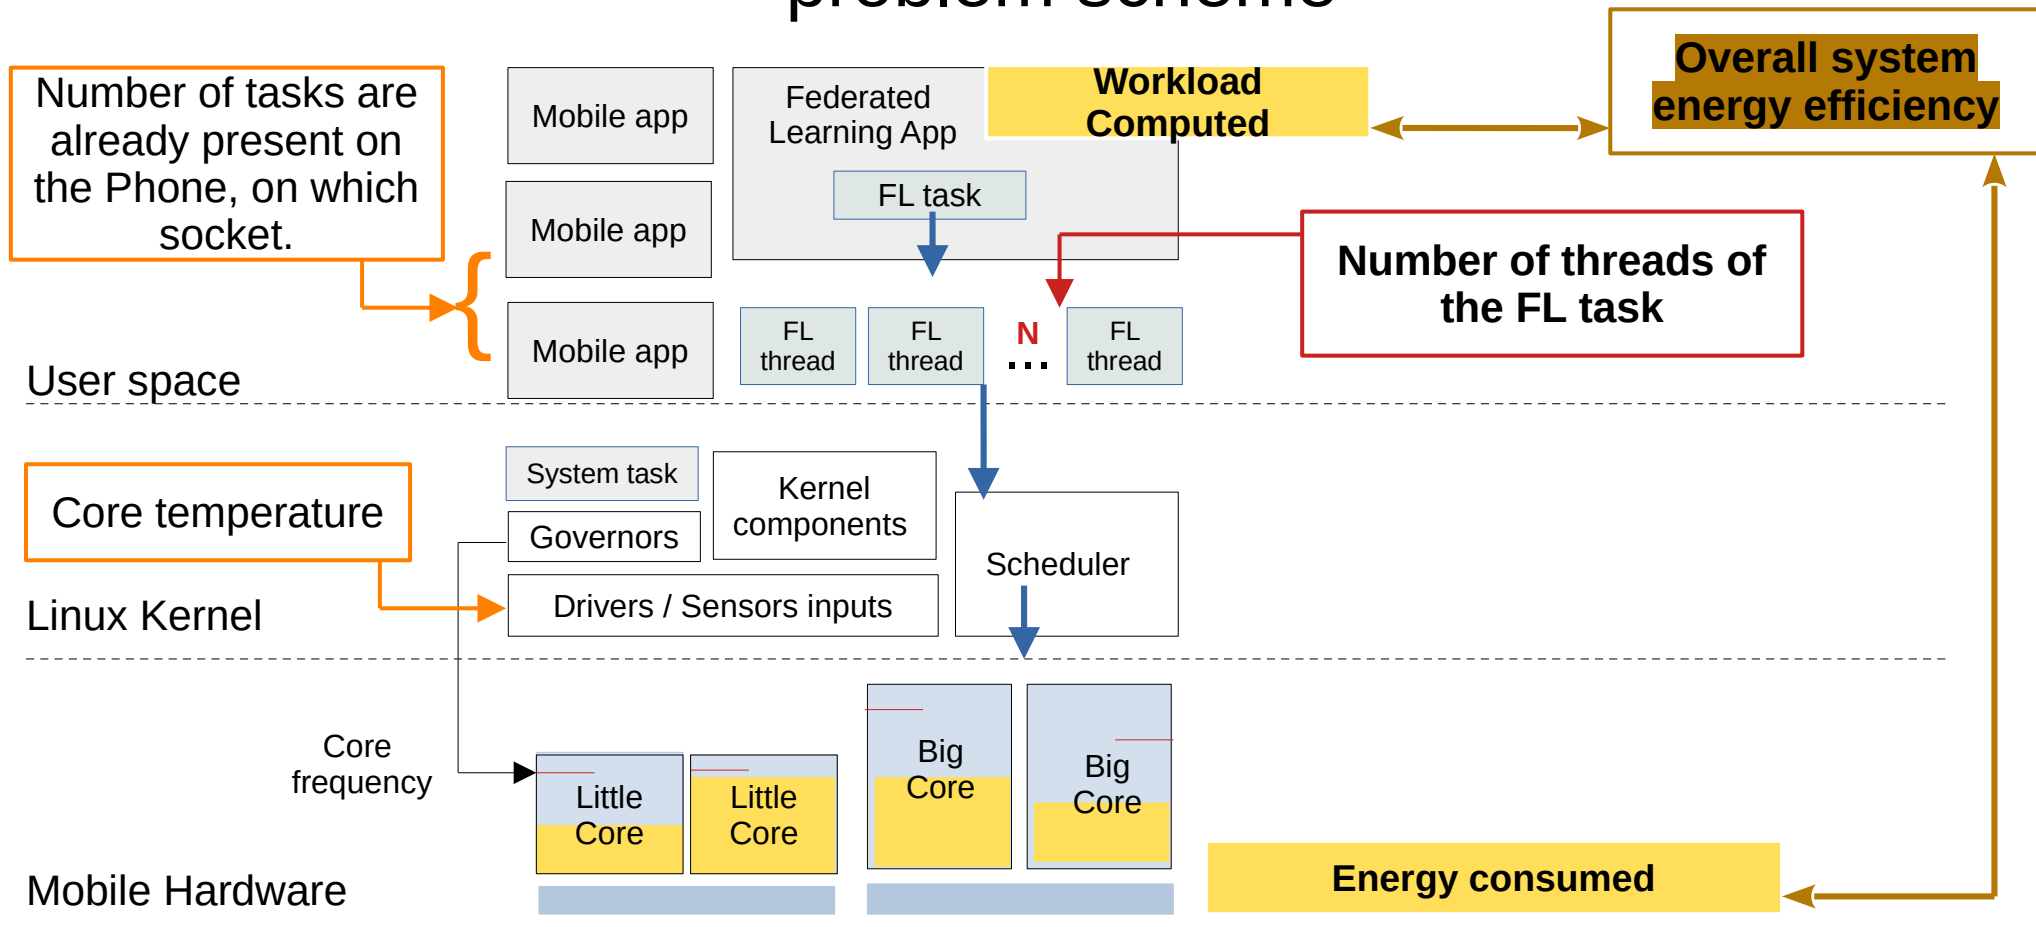 problem scheme
Number of tasks are
already present on
the Phone, on which
socket.
Mobile app
Mobile app
Mobile app
Federated
Learning App
Workload
Computed
Overall system
energy efficiency
FL task
Number of threads of
the FL task
FL
thread
FL
thread
N
...
FL
thread
User space
Core temperature
System task
Governors
Kernel
components
Drivers / Sensors inputs
Scheduler
Linux Kernel
Core
frequency
Little
Core
Little
Core
Big
Core
Big
Core
Energy consumed
Mobile Hardware